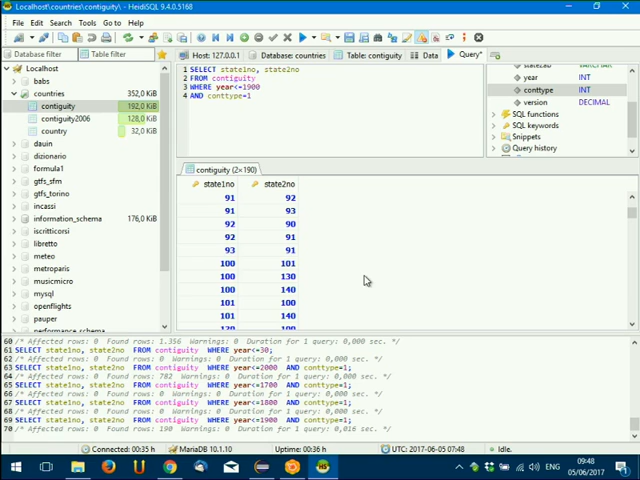 Localhost\countries\contiguity\ - HeidiSQL 9.4.0.5168
File Search Tools Go to Help
Database filter Table filter Host: 127.0.0.1 Database: countries Table: contiguity Data Query*
Localhost
babs
countries 352,0 KiB
contiguity 192,0 KiB
contiguity2006 128,0 KiB
country 32,0 KiB
dauin
dizionario
formula1
gtfs_sfm
gtfs_torino
incassi
information_schema 176,0 KiB
iscritticorsi
libretto
meteo
metroparis
musicmicro
mysql
openflights
pauper
performance_schema
1 SELECT state1no, state2no
2 FROM contiguity
3 WHERE year<=1900
4 AND conttype=1
year INT
conttype INT
version DECIMAL
SQL functions
SQL keywords
Snippets
Query history
contiguity (2×190)
state1no state2no
91 92
91 93
92 90
92 91
93 91
100 101
100 130
100 140
101 100
101 140
130 100
60 /* Affected rows: 0 Found rows: 1.356 Warnings: 0 Duration for 1 query: 0,000 sec. */
61 SELECT state1no, state2no FROM contiguity WHERE year<=30;
62 /* Affected rows: 0 Found rows: 0 Warnings: 0 Duration for 1 query: 0,000 sec. */
63 SELECT state1no, state2no FROM contiguity WHERE year<=2000 AND conttype=1;
64 /* Affected rows: 0 Found rows: 782 Warnings: 0 Duration for 1 query: 0,000 sec. */
65 SELECT state1no, state2no FROM contiguity WHERE year<=1700 AND conttype=1;
66 /* Affected rows: 0 Found rows: 0 Warnings: 0 Duration for 1 query: 0,000 sec. */
67 SELECT state1no, state2no FROM contiguity WHERE year<=1800 AND conttype=1;
68 /* Affected rows: 0 Found rows: 0 Warnings: 0 Duration for 1 query: 0,000 sec. */
69 SELECT state1no, state2no FROM contiguity WHERE year<=1900 AND conttype=1;
70 /* Affected rows: 0 Found rows: 190 Warnings: 0 Duration for 1 query: 0,016 sec. */
Connected: 00:35 h MariaDB 10.1.10 Uptime: 00:36 h UTC: 2017-06-05 07:48 Idle.
09:48
05/06/2017